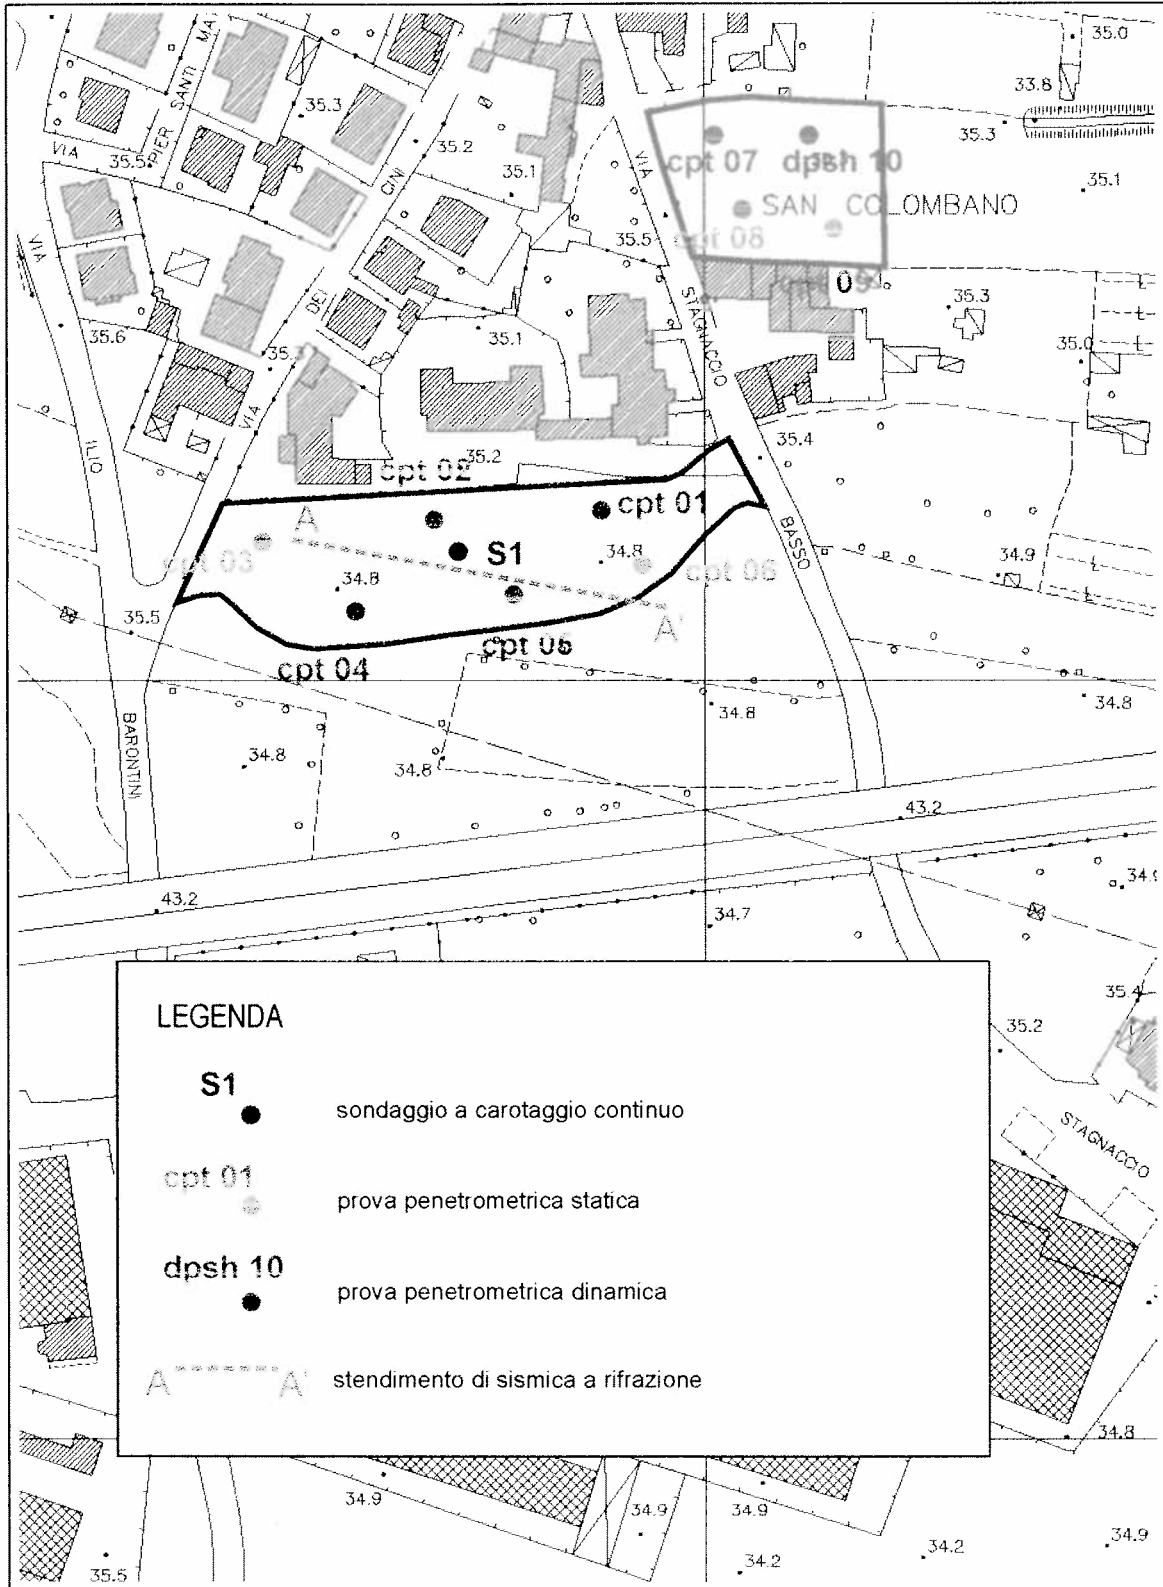 35.0
33.8
PIER SANTI MA
35.3
35.3
VIA
35.5
35.2
CINI
35.1
VIA
cpt 07
dpsh 10
35.1
SAN COLOMBANO
35.5
cpt 08
VIA
DEI
STAGNACCIO
35.3
35.6
35.3
35.1
35.0
ILIO
VIA
35.4
35.2
cpt 02
cpt 01
A
cpt 03
S1
34.8
cpt 06
BASSO
34.9
34.8
35.5
A'
cpt 04
cpt 05
34.8
34.8
BARONTINI
34.8
34.8
43.2
43.2
34.9
34.7
35.4
35.2
LEGENDA
S1
sondaggio a carotaggio continuo
STAGNACCIO
cpt 01
prova penetrometrica statica
dpsh 10
prova penetrometrica dinamica
A A'
stendimento di sismica a rifrazione
34.8
34.9
34.9
34.9
34.9
34.2
34.2
35.5